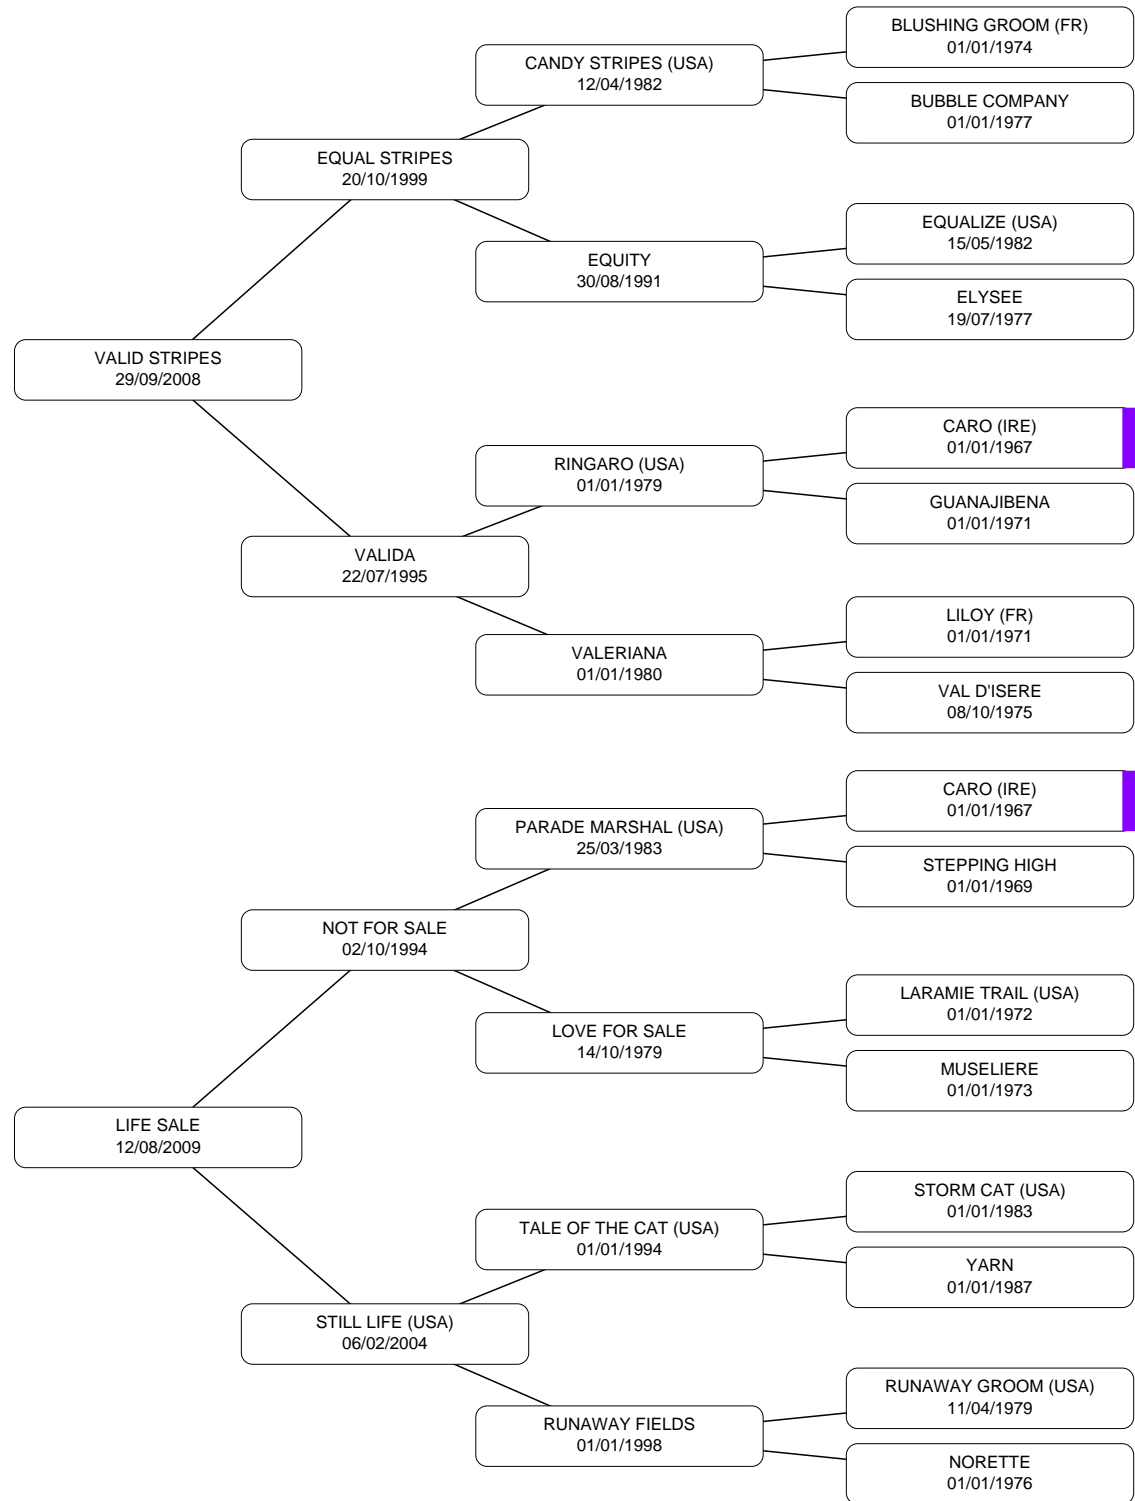 BLUSHING GROOM (FR)
01/01/1974
CANDY STRIPES (USA)
12/04/1982
BUBBLE COMPANY
01/01/1977
EQUAL STRIPES
20/10/1999
EQUALIZE (USA)
15/05/1982
EQUITY
30/08/1991
ELYSEE
19/07/1977
VALID STRIPES
29/09/2008
CARO (IRE)
01/01/1967
RINGARO (USA)
01/01/1979
GUANAJIBENA
01/01/1971
VALIDA
22/07/1995
LILOY (FR)
01/01/1971
VALERIANA
01/01/1980
VAL D'ISERE
08/10/1975
CARO (IRE)
01/01/1967
PARADE MARSHAL (USA)
25/03/1983
STEPPING HIGH
01/01/1969
NOT FOR SALE
02/10/1994
LARAMIE TRAIL (USA)
01/01/1972
LOVE FOR SALE
14/10/1979
MUSELIERE
01/01/1973
LIFE SALE
12/08/2009
STORM CAT (USA)
01/01/1983
TALE OF THE CAT (USA)
01/01/1994
YARN
01/01/1987
STILL LIFE (USA)
06/02/2004
RUNAWAY GROOM (USA)
11/04/1979
RUNAWAY FIELDS
01/01/1998
NORETTE
01/01/1976